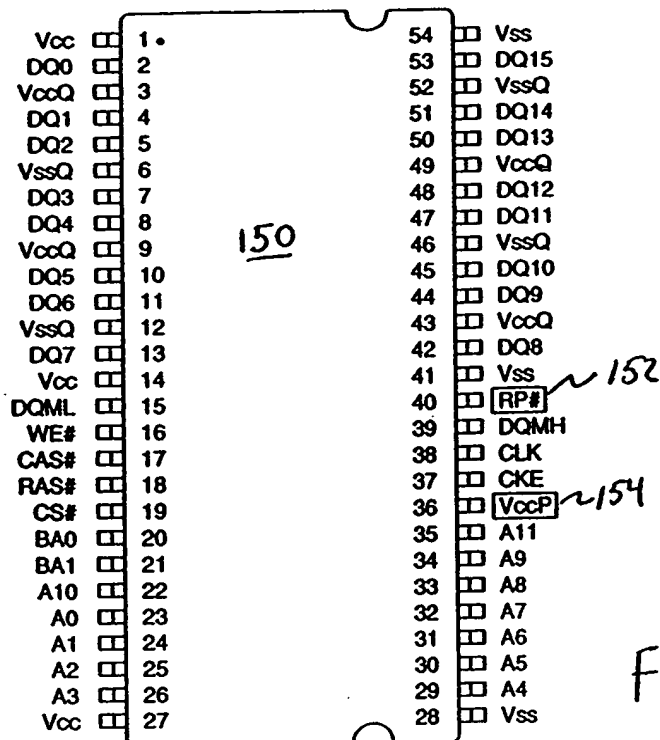 Vcc 1 54 Vss
DQ0 2 53 DQ15
VccQ 3 52 VssQ
DQ1 4 51 DQ14
DQ2 5 50 DQ13
VssQ 6 49 VccQ
DQ3 7 48 DQ12
DQ4 8 47 DQ11
150
VccQ 9 46 VssQ
DQ5 10 45 DQ10
DQ6 11 44 DQ9
VssQ 12 43 VccQ
DQ7 13 42 DQ8
Vcc 14 41 Vss
DQML 15 40 RP# 152
WE# 16 39 DQMH
CAS# 17 38 CLK
RAS# 18 37 CKE
CS# 19 36 VccP 154
BA0 20 35 A11
BA1 21 34 A9
A10 22 33 A8
A0 23 32 A7
A1 24 31 A6
A2 25 30 A5
A3 26 29 A4
F
Vcc 27 28 Vss